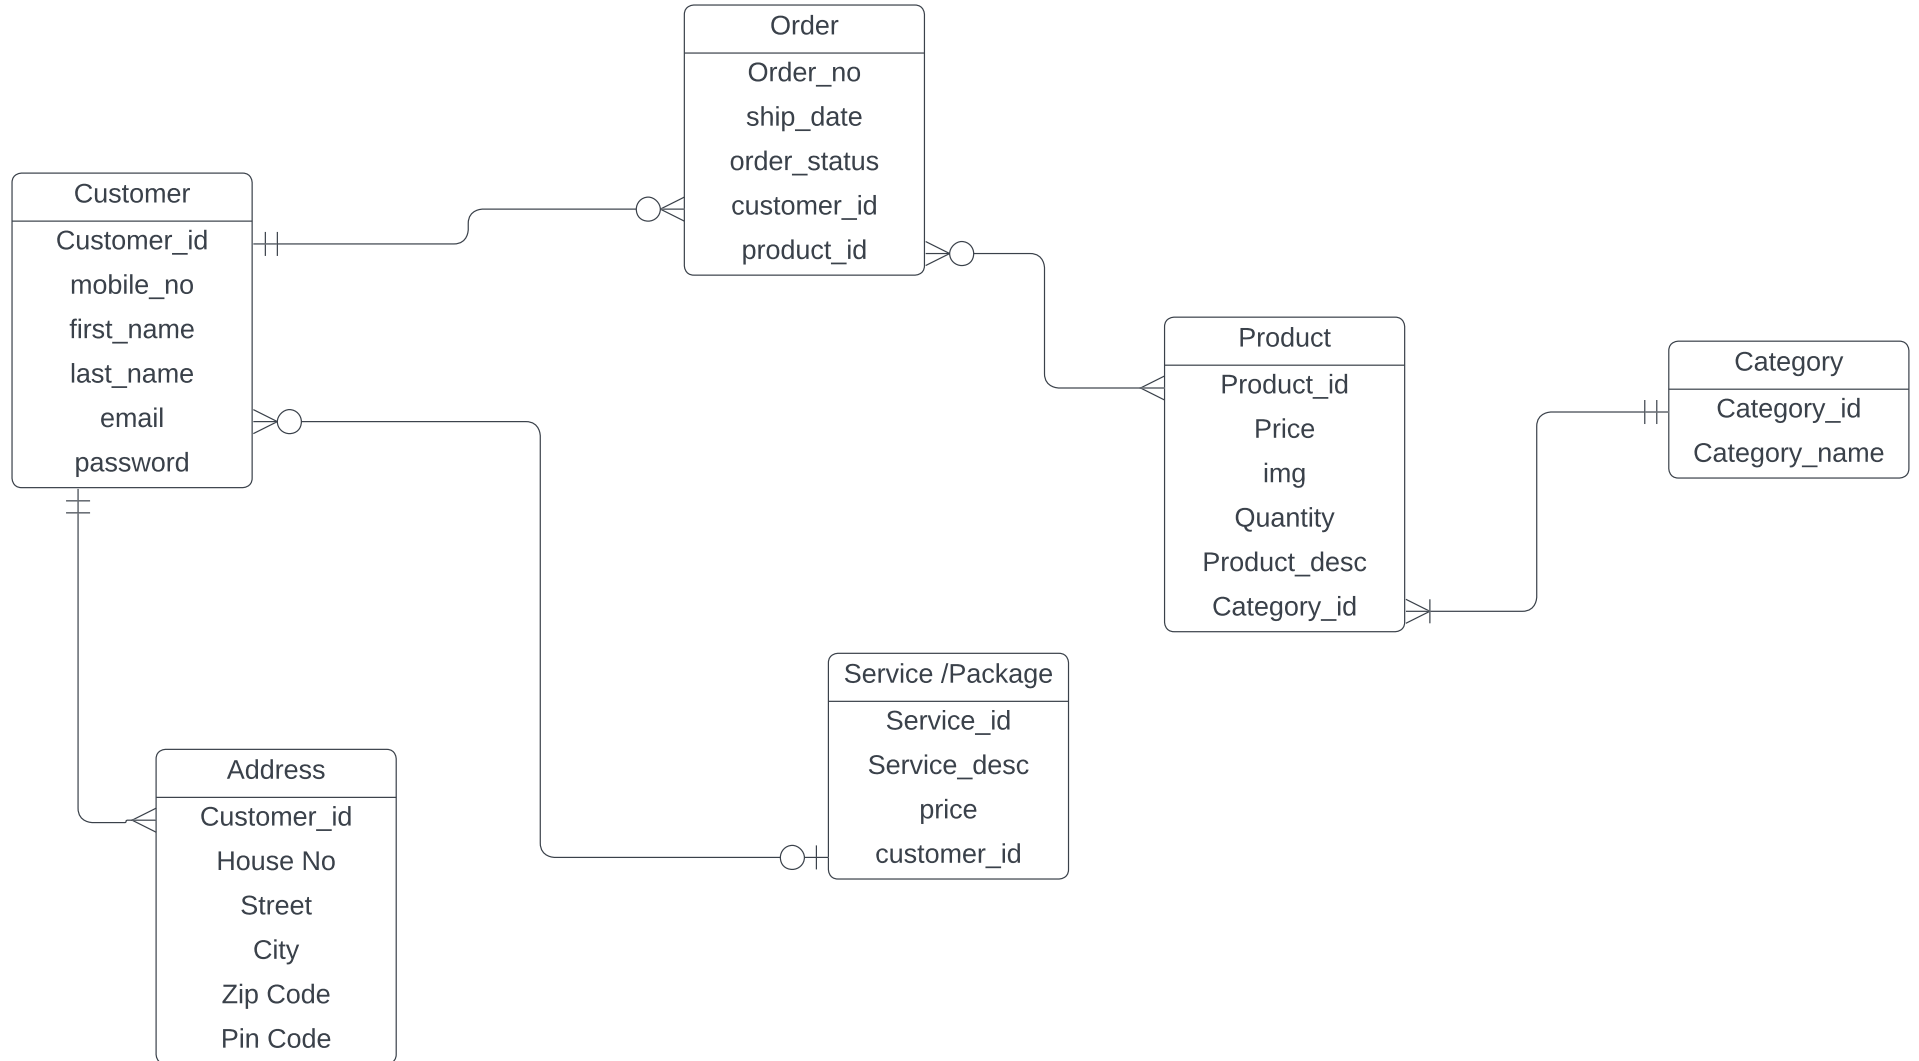 Order
Order_no
ship_date
order_status
customer_id
product_id
Customer
Customer_id
mobile_no
first_name
last_name
email
password
Product
Product_id
Price
img
Quantity
Product_desc
Category_id
Category
Category_id
Category_name
Service /Package
Service_id
Service_desc
price
customer_id
Address
Customer_id
House No
Street
City
Zip Code
Pin Code